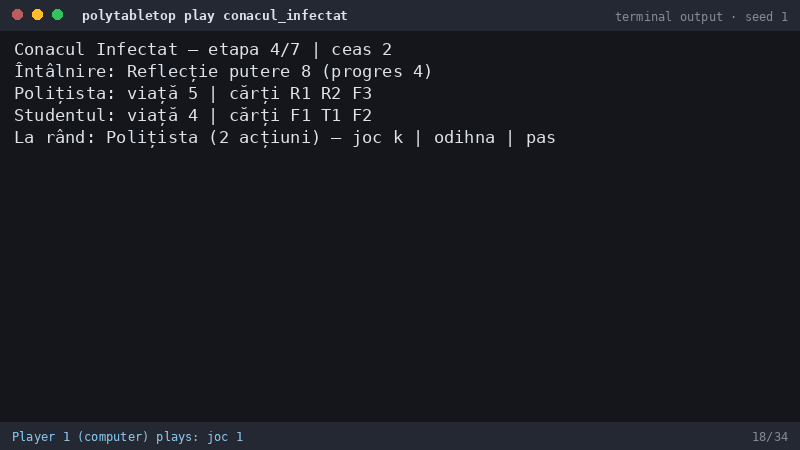 polytabletop play conacul_infectat
terminal output · seed 1
Conacul Infectat — etapa 4/7 | ceas 2
Întâlnire: Reflecție putere 8 (progres 4)
Polițista: viață 5 | cărți R1 R2 F3
Studentul: viață 4 | cărți F1 T1 F2
La rând: Polițista (2 acțiuni) — joc k | odihna | pas
Player 1 (computer) plays: joc 1
18/34